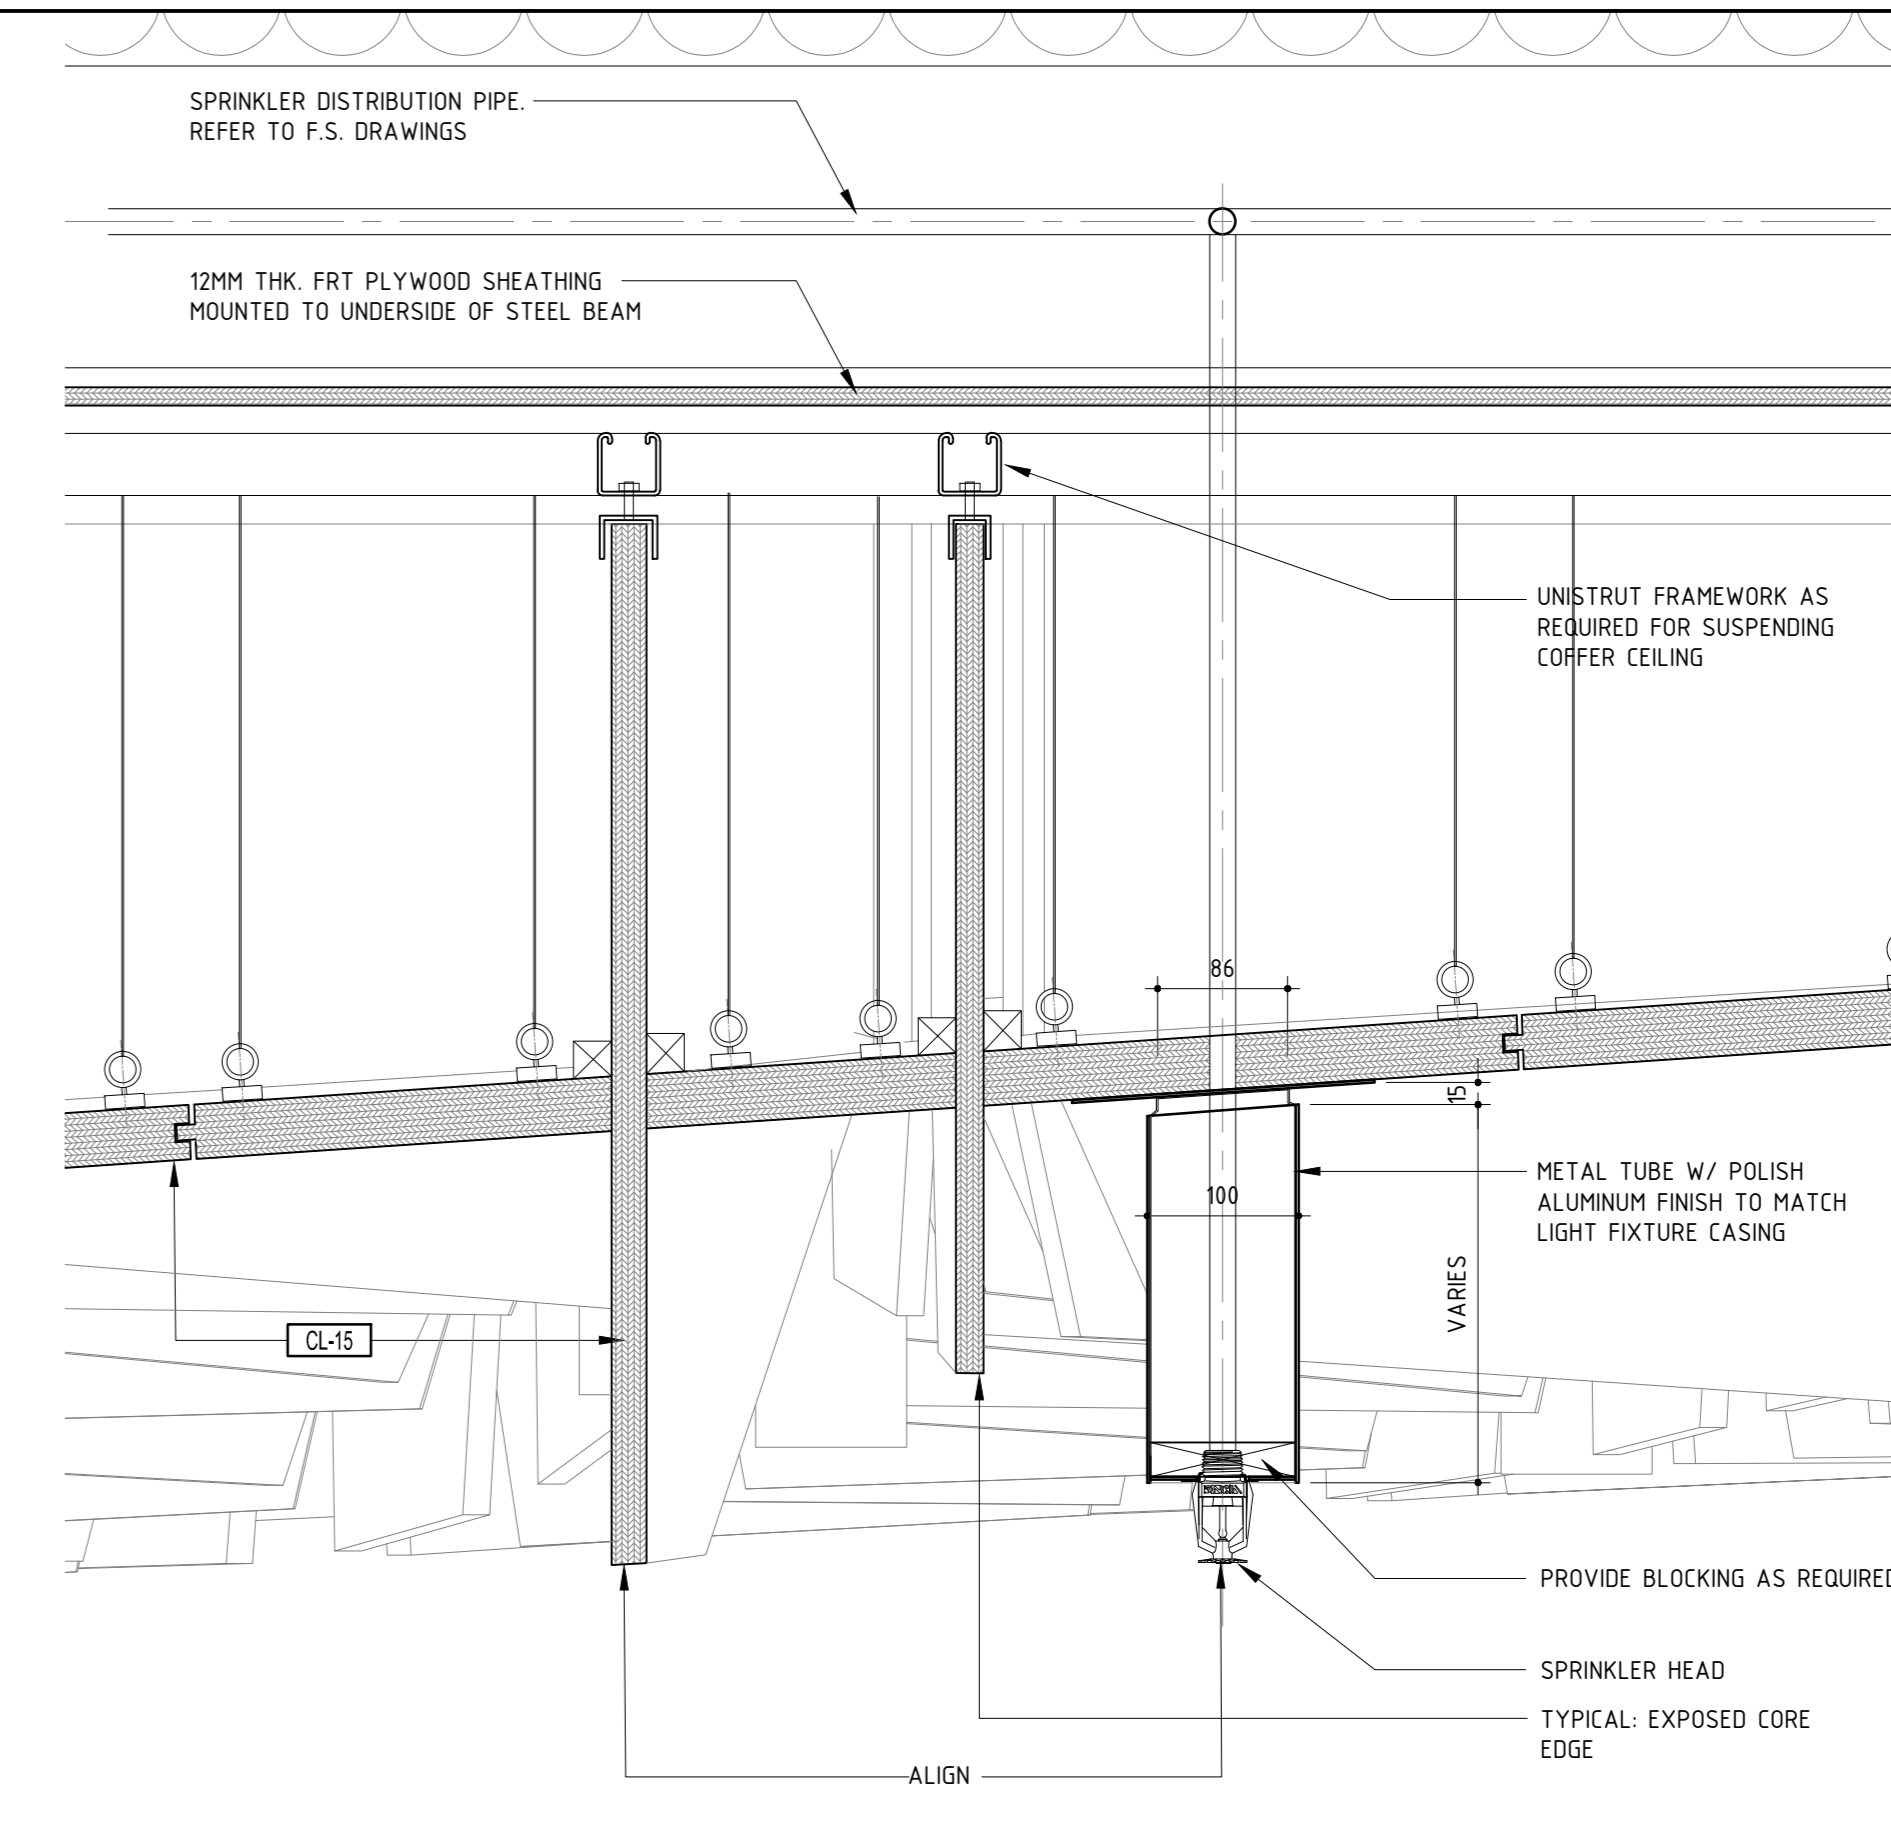 SPRINKLER DISTRIBUTION PIPE.
REFER TO F.S. DRAWINGS
12MM THK. FRT PLYWOOD SHEATHING
MOUNTED TO UNDERSIDE OF STEEL BEAM
UNISTRUT FRAMEWORK AS
REQUIRED FOR SUSPENDING
COFFER CEILING
86
15
METAL TUBE W/ POLISH
ALUMINUM FINISH TO MATCH
LIGHT FIXTURE CASING
100
VARIES
CL-15
PROVIDE BLOCKING AS REQUIRED
SPRINKLER HEAD
TYPICAL: EXPOSED CORE
EDGE
ALIGN